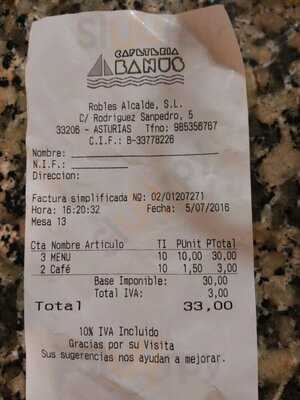 CAFETERIA
BANUS
Robles Alcalde, S.L.
C/ Rodriguez Sanpedro, 5
33206 - ASTURIAS Tfno: 985356767
C.I.F.: B-33778226
Nombre:
N.I.F.:
Direccion:
Factura simplificada Nº: 02/01207271
Hora: 16:20:32 Fecha: 5/07/2016
Mesa 13
Cta Nombre Articulo TI PUnit PTotal
3 MENU 10 10,00 30,00
2 Café 10 1,50 3,00
Base Imponible: 30,00
Total IVA: 3,00
Total 33,00
10% IVA Incluido
Gracias por su Visita
Sus sugerencias nos ayudan a mejorar.